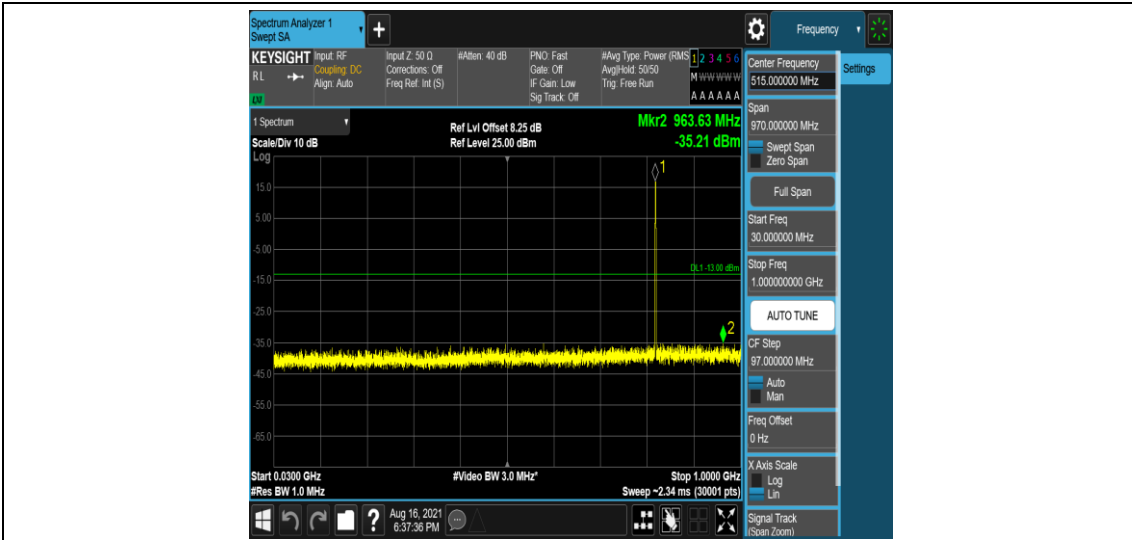 Spectrum Analyzer 1
Swept SA
+
Frequency
KEYSIGHT
RL
LXI
Input: RF
Coupling: DC
Align: Auto
Input Z: 50 Ω
Corrections: Off
Freq Ref: Int (S)
#Atten: 40 dB
PNO: Fast
Gate: Off
IF Gain: Low
Sig Track: Off
#Avg Type: Power (RMS
Avg|Hold: 50/50
Trig: Free Run
1 2 3 4 5 6
M W W W W W
A A A A A A
1 Spectrum
Scale/Div 10 dB
Log
Ref Lvl Offset 8.25 dB
Ref Level 25.00 dBm
Mkr2 963.63 MHz
-35.21 dBm
1
15.0
5.00
-5.00
DL1 -13.00 dBm
-15.0
-25.0
2
-35.0
-45.0
-55.0
-65.0
Start 0.0300 GHz
#Res BW 1.0 MHz
#Video BW 3.0 MHz*
Stop 1.0000 GHz
Sweep ~2.34 ms (30001 pts)
?
Aug 16, 2021
6:37:36 PM
Center Frequency
515.000000 MHz
Settings
Span
970.000000 MHz
Swept Span
Zero Span
Full Span
Start Freq
30.000000 MHz
Stop Freq
1.000000000 GHz
AUTO TUNE
CF Step
97.000000 MHz
Auto
Man
Freq Offset
0 Hz
X Axis Scale
Log
Lin
Signal Track
(Span Zoom)